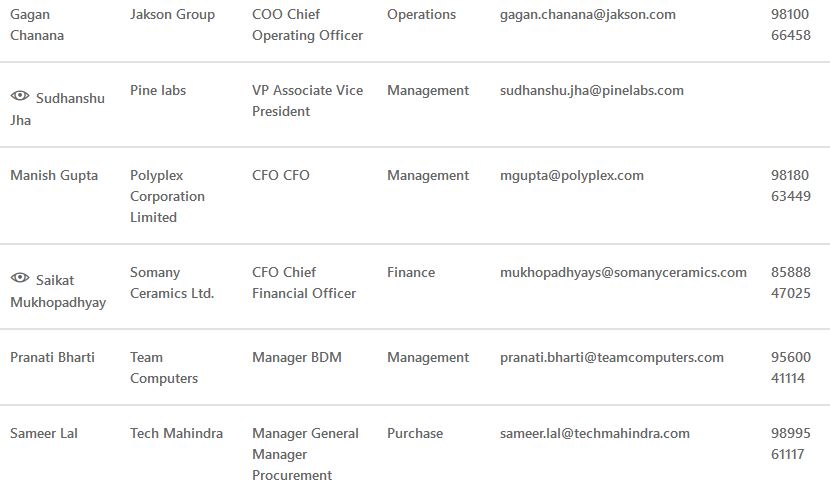 Gagan Jakson Group COO Chief Operations gagan.chanana@jakson.com 98100
Chanana Operating Officer 66458
Sudhanshu Pine labs VP Associate Vice Management sudhanshu.jha@pinelabs.com
Jha President
Manish Gupta Polyplex CFO CFO Management mgupta@polyplex.com 98180
Corporation 63449
Limited
Saikat Somany CFO Chief Finance mukhopadhyays@somanyceramics.com 85888
Mukhopadhyay Ceramics Ltd. Financial Officer 47025
Pranati Bharti Team Manager BDM Management pranati.bharti@teamcomputers.com 95600
Computers 41114
Sameer Lal Tech Mahindra Manager General Purchase sameer.lal@techmahindra.com 98995
Manager 61117
Procurement